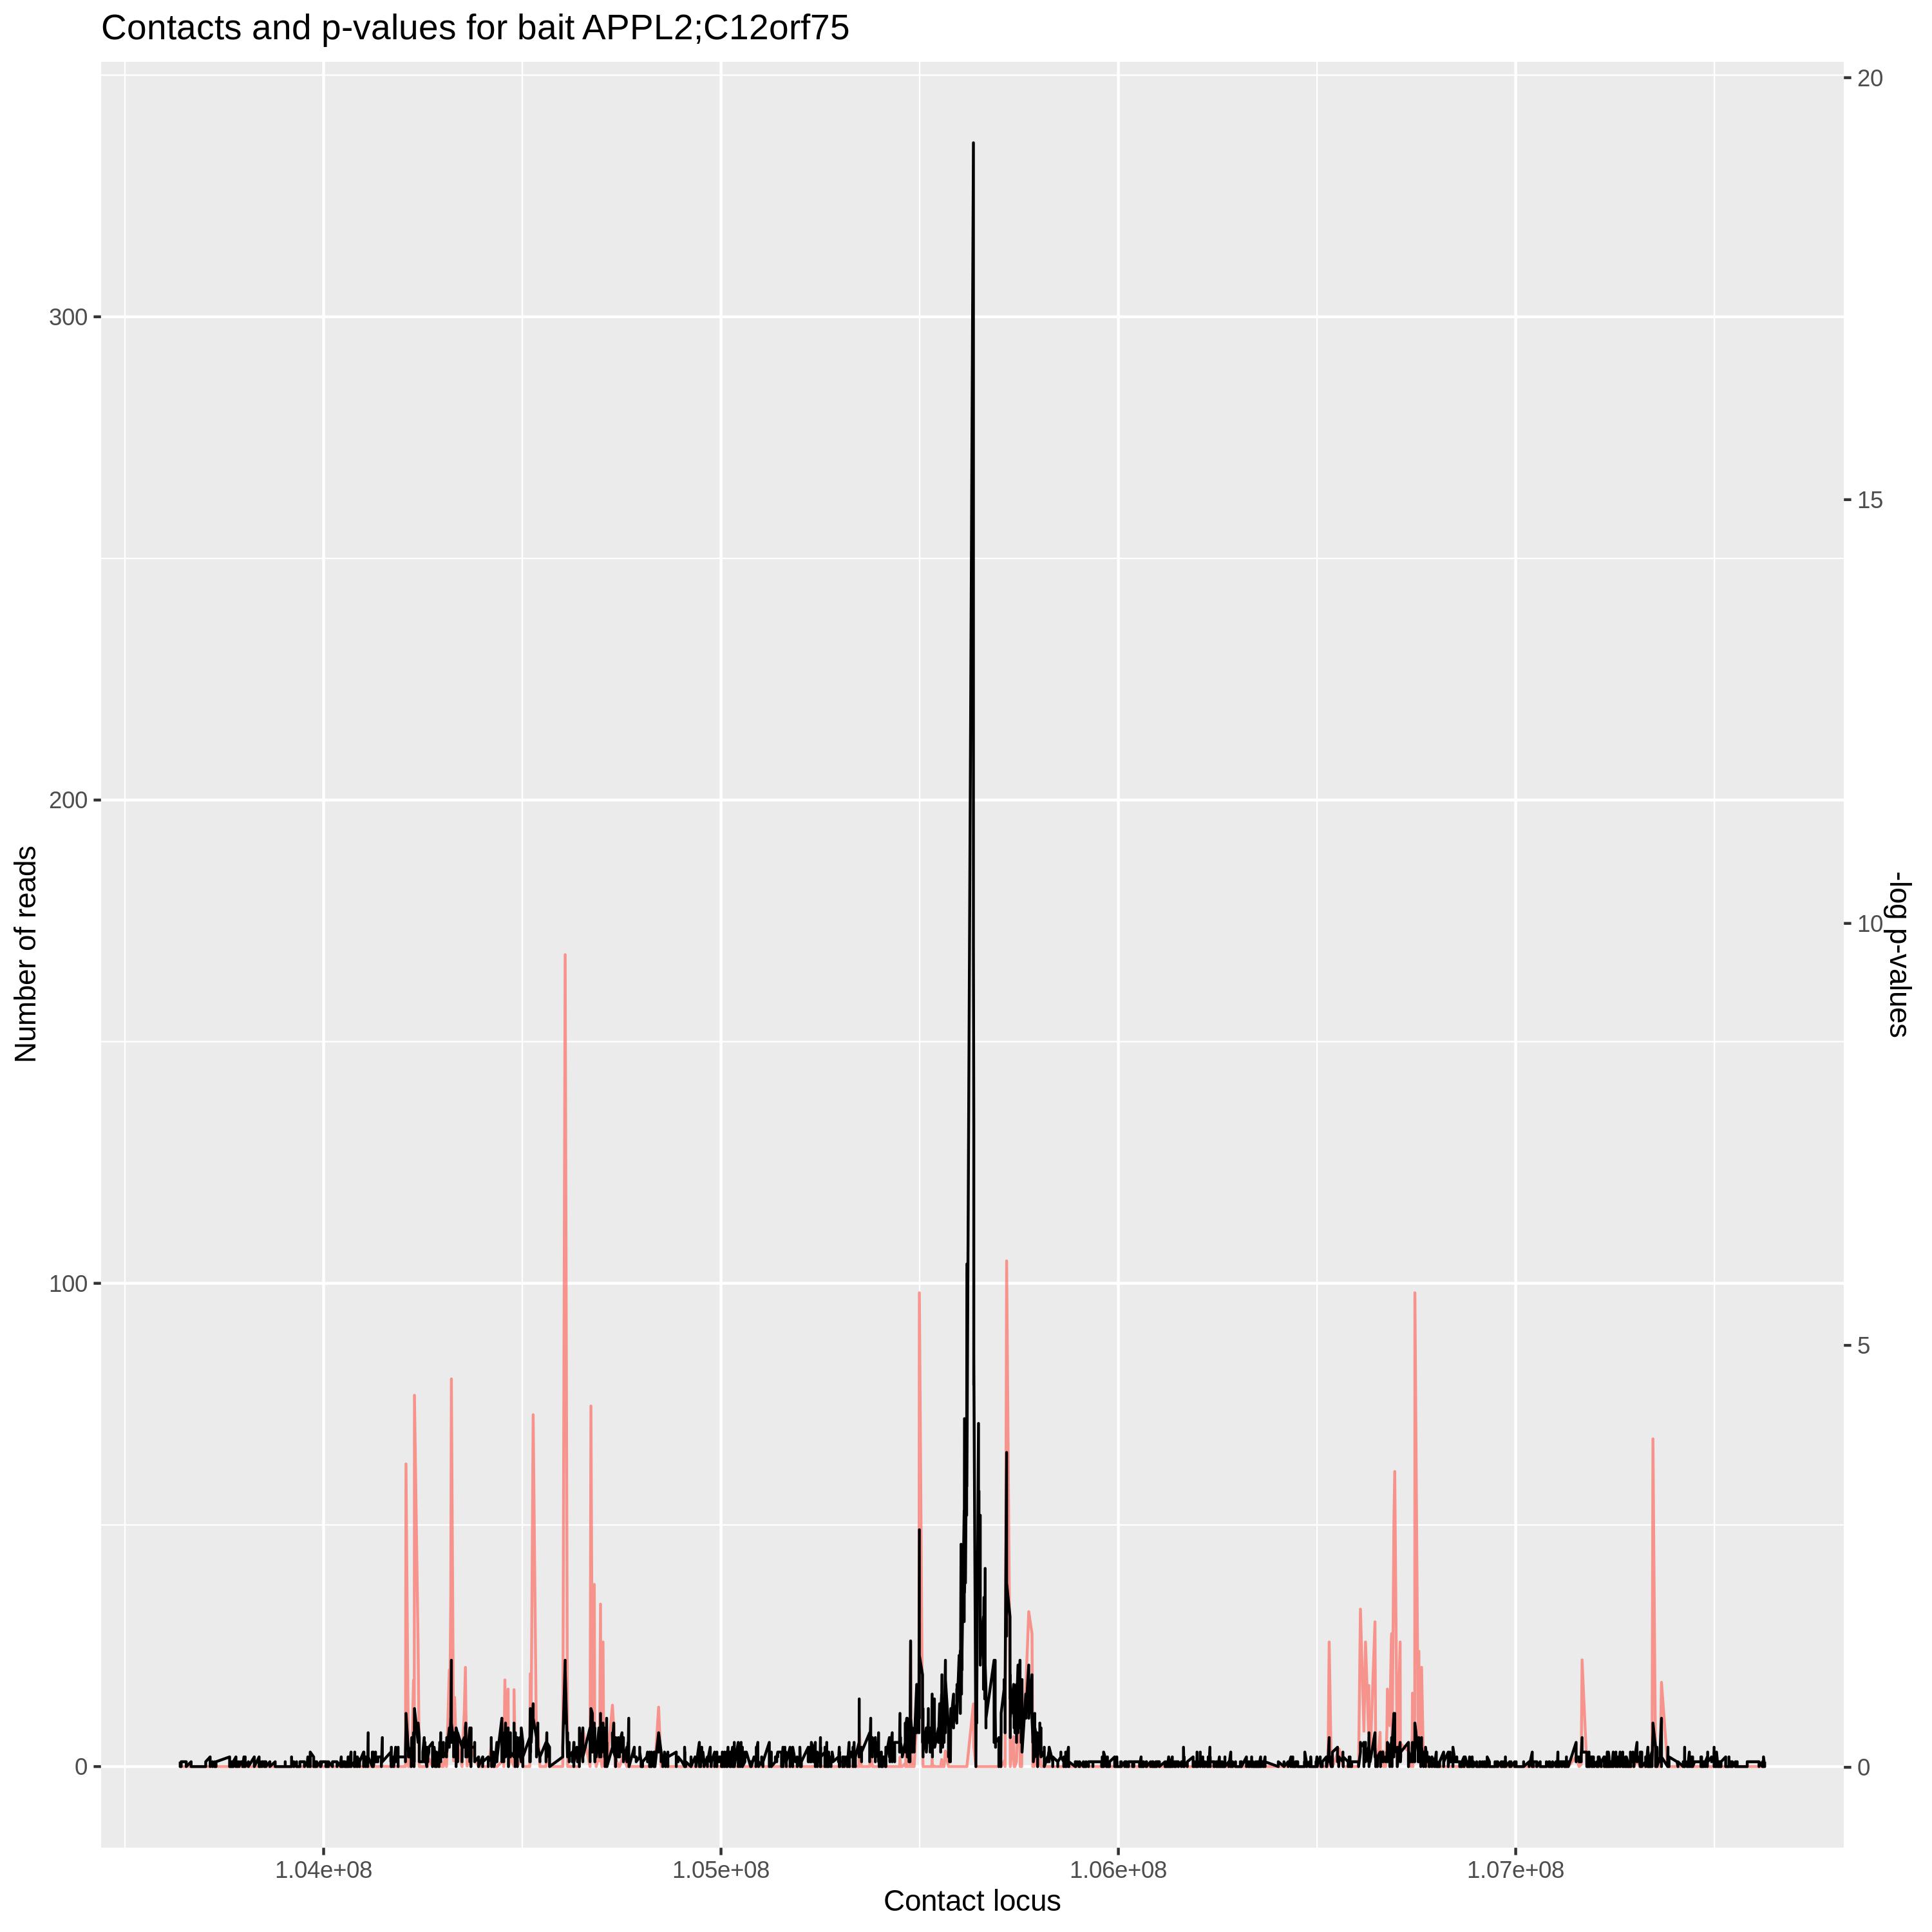 Contacts and p-values for bait APPL2;C12orf75
20
300
15
200
Number of reads
10
-log p-values
100
5
0
0
1.04e+08
1.05e+08
1.06e+08
1.07e+08
Contact locus